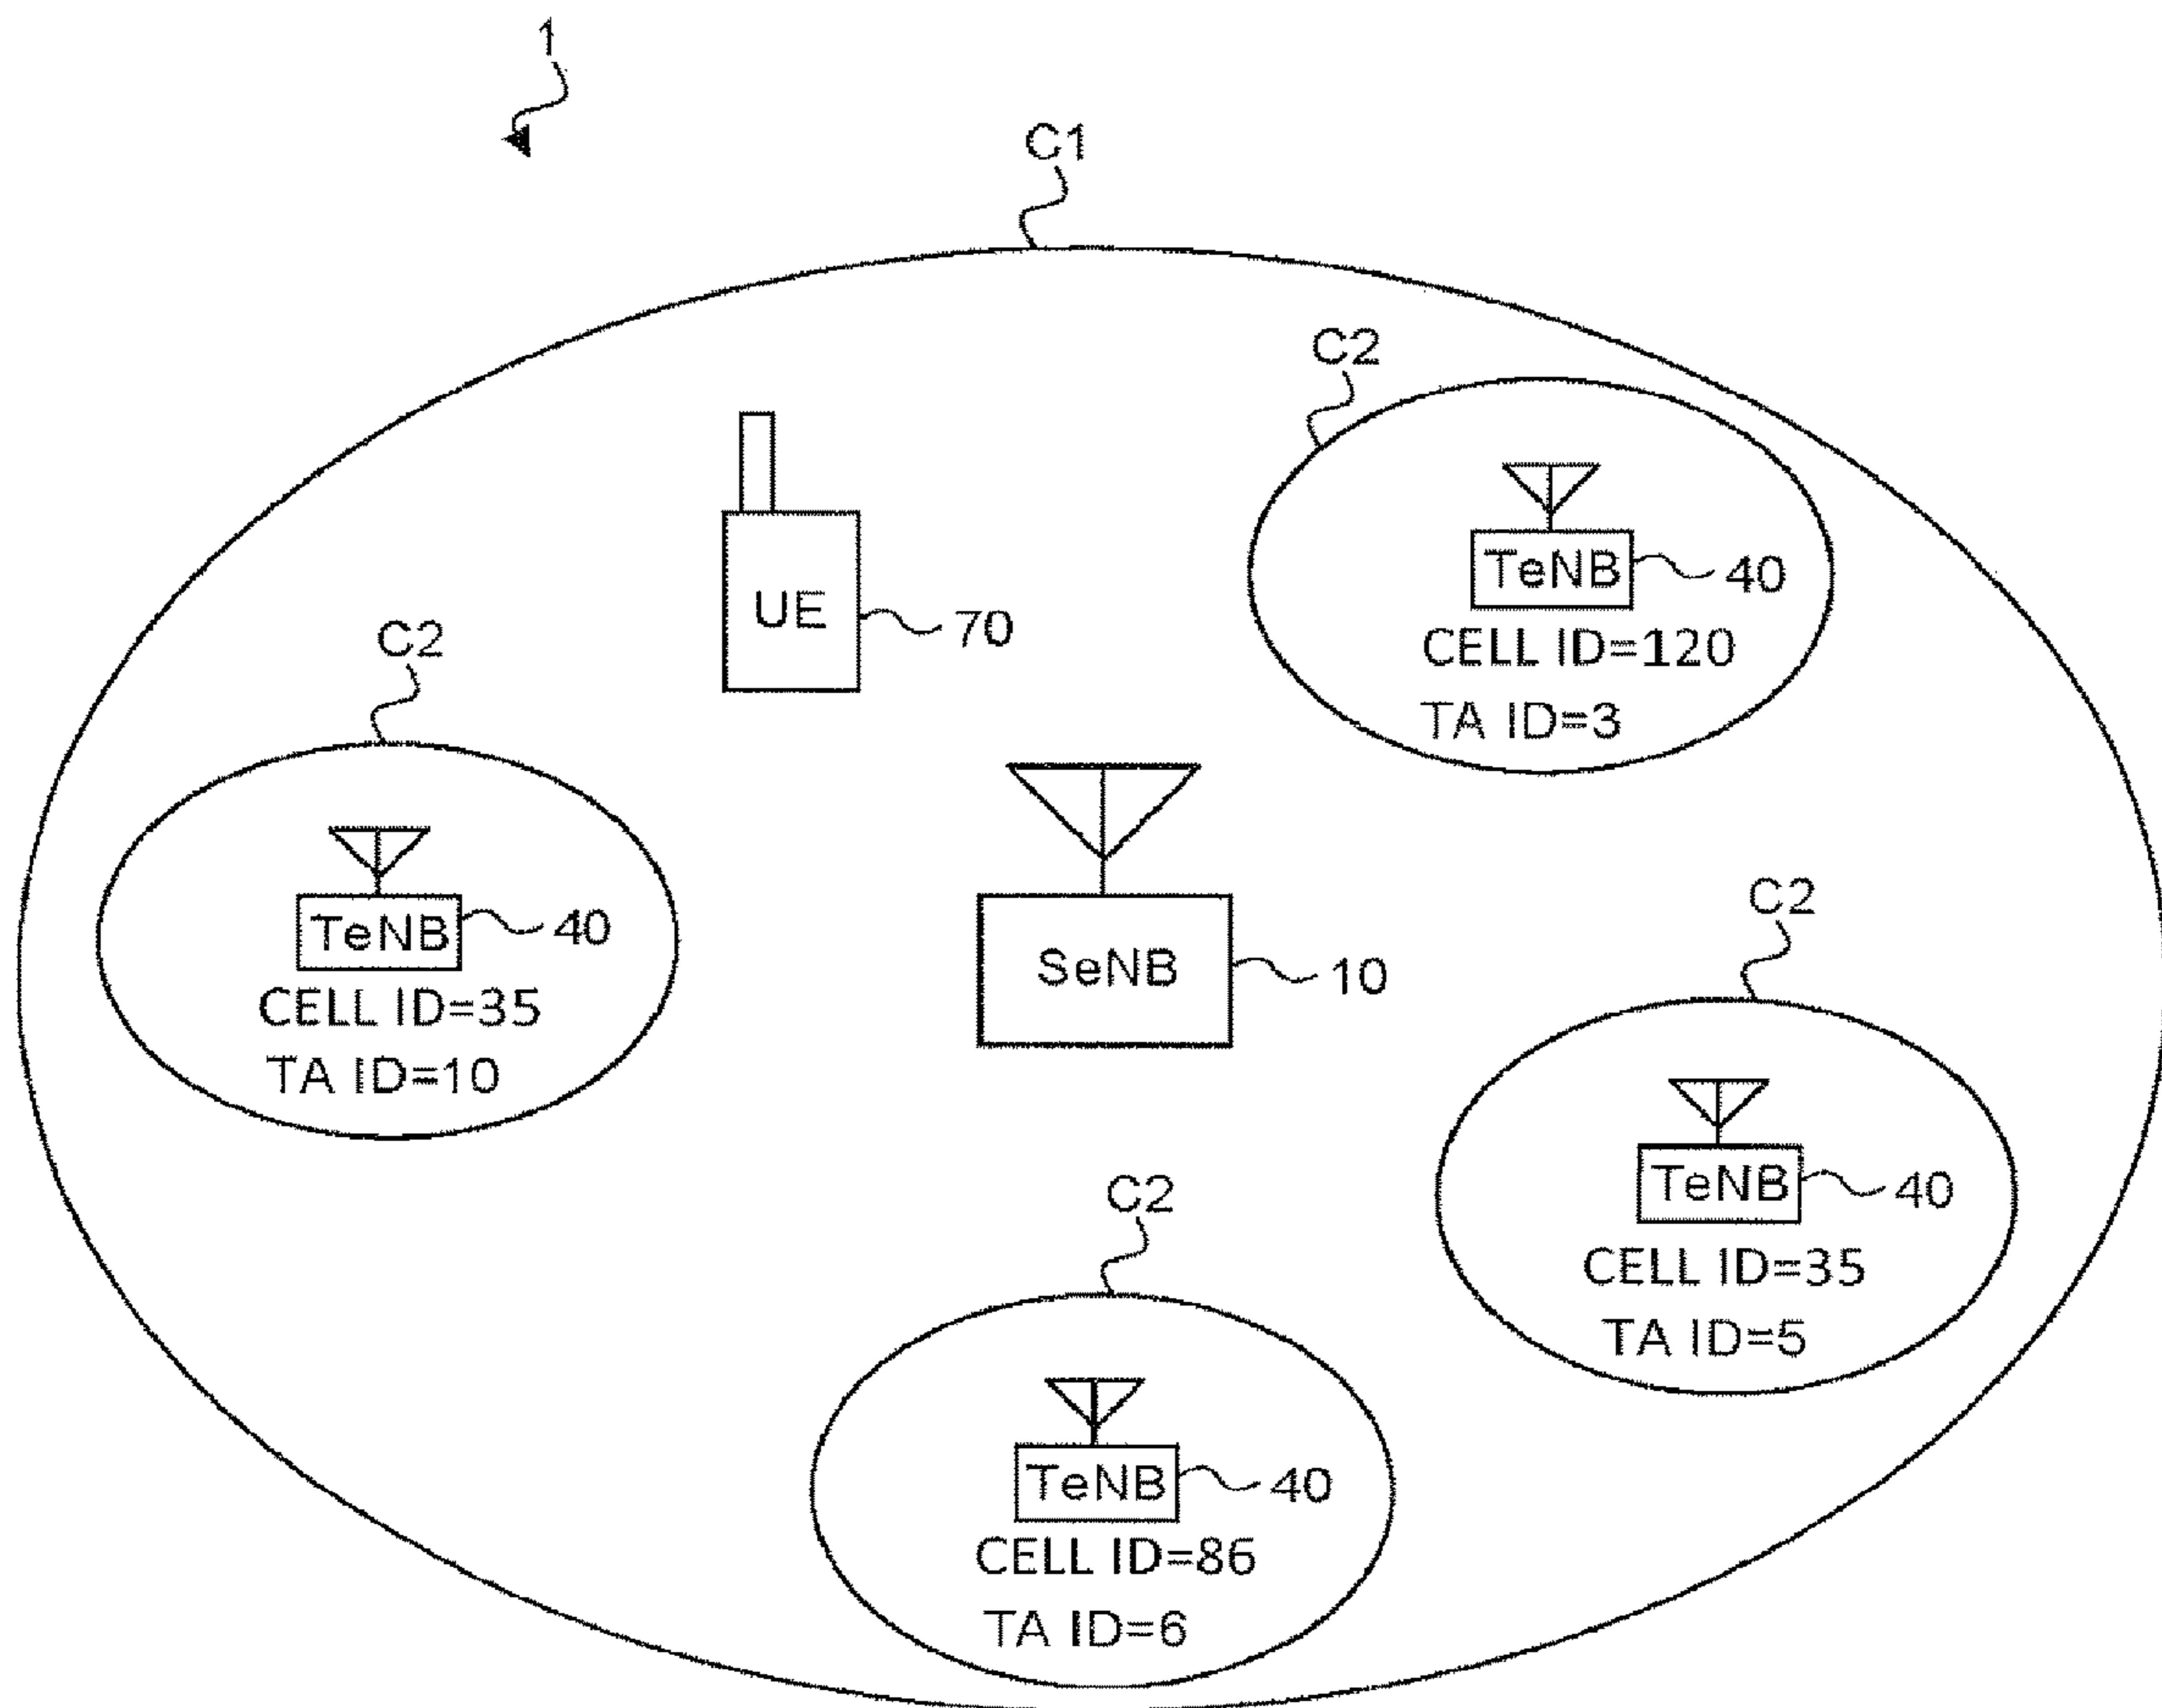 1
C1
C2
TeNB
40
CELL ID=120
TA ID=3
UE
70
C2
TeNB
40
CELL ID=35
TA ID=10
SeNB
10
C2
TeNB
40
CELL ID=35
TA ID=5
C2
TeNB
40
CELL ID=86
TA ID=6